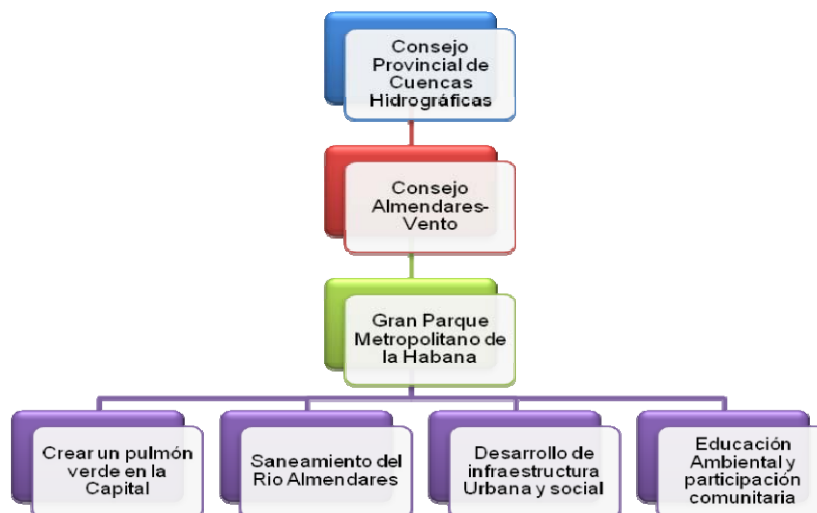 Consejo
Provincial de
Cuencas
Hidrográficas
Consejo
Almendares-
Vento
Gran Parque
Metropolitano de
la Habana
Crear un pulmón
verde en la
Capital
Saneamiento del
Rio Almendares
Desarrollo de
infraestructura
Urbana y social
Educación
Ambiental y
participación
comunitaria